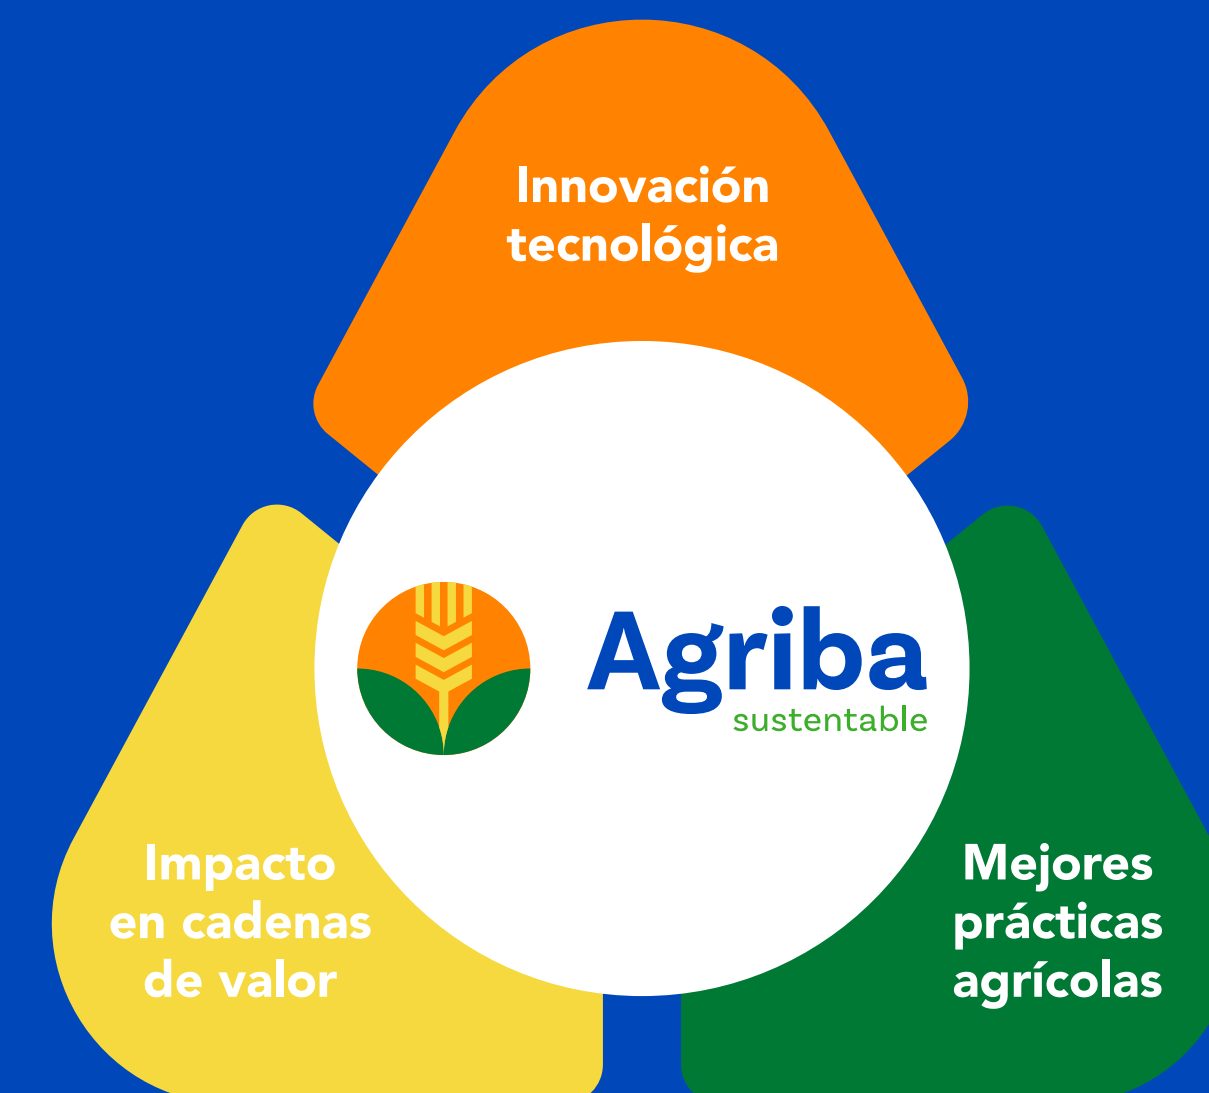 Innovación
tecnológica
Agriba
sustentable
Impacto
en cadenas
de valor
Mejores
prácticas
agrícolas